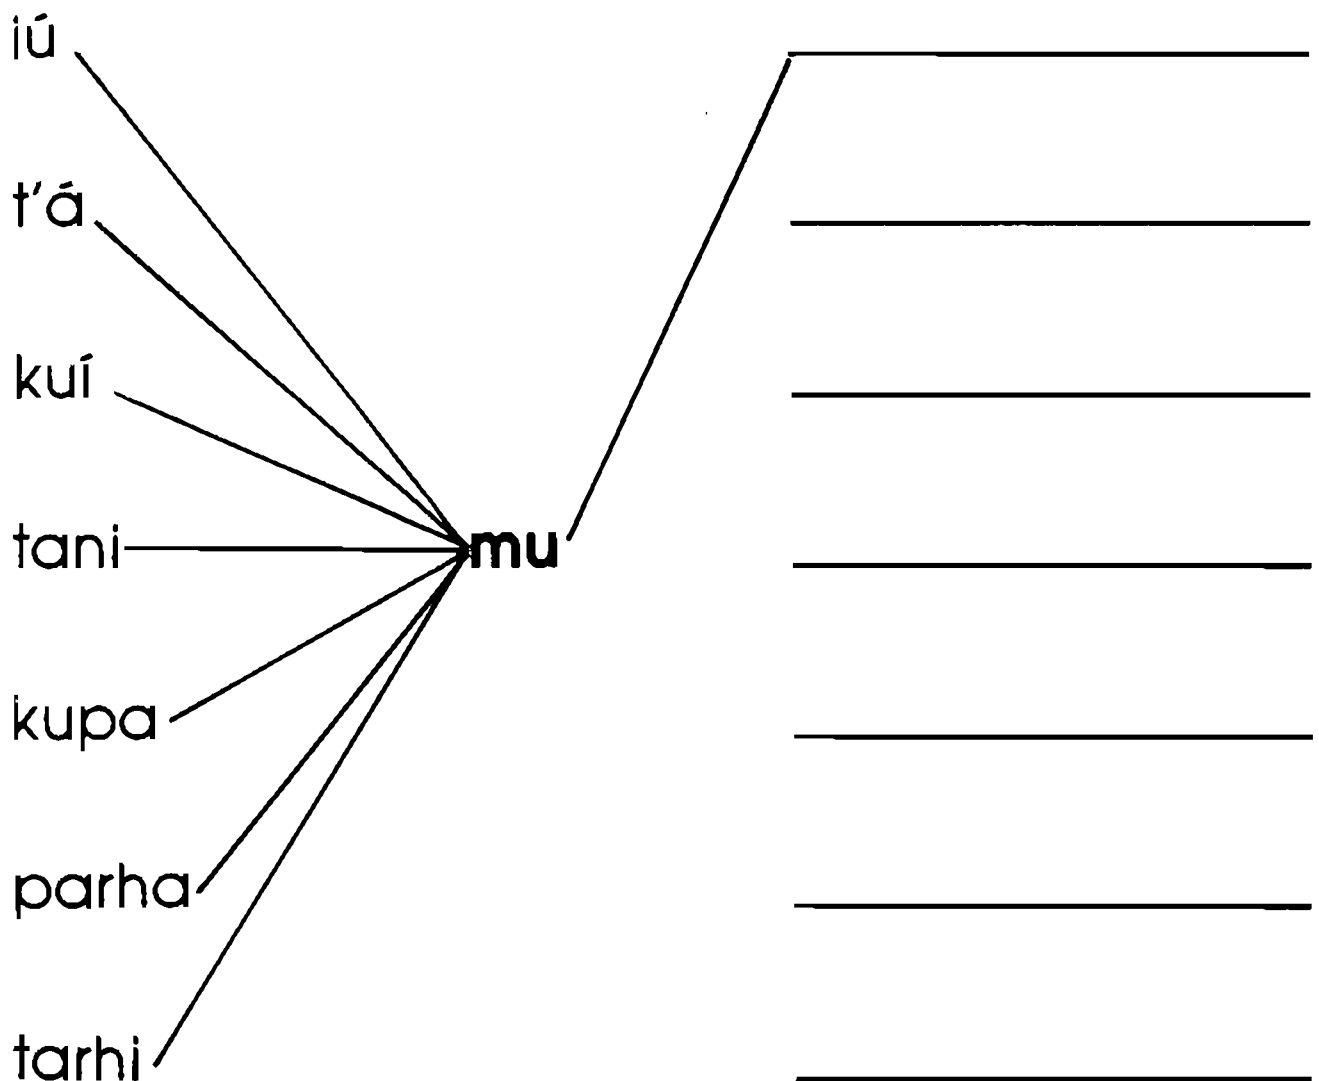 iú
t'á
kuí
tani
mu
kupa
parha
tarhi